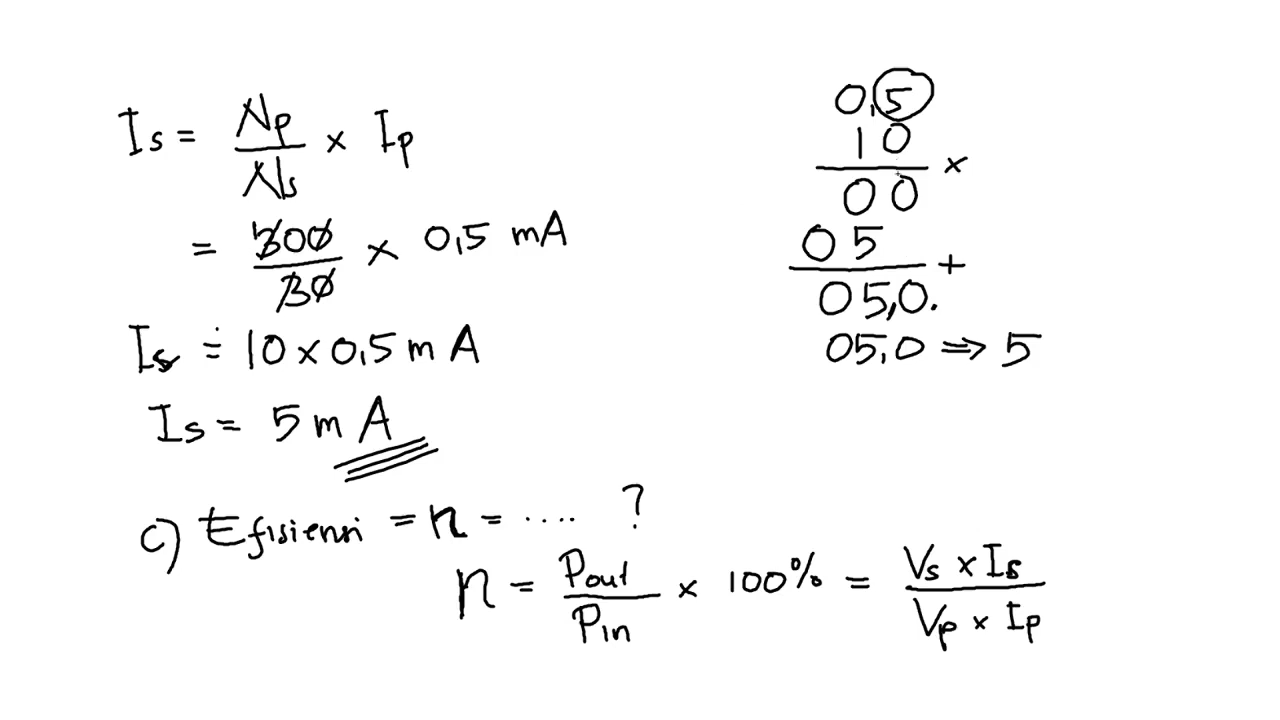 Is = Np/Ns × Ip
= 300/30 × 0,5 mA
Is = 10 × 0,5 mA
Is = 5 mA
0,5
10 ×
00
05 +
05,0.
05,0 ⇒ 5
c) Efisiensi = η = .... ?
η = Pout/Pin × 100% = Vs × Is/Vp × Ip